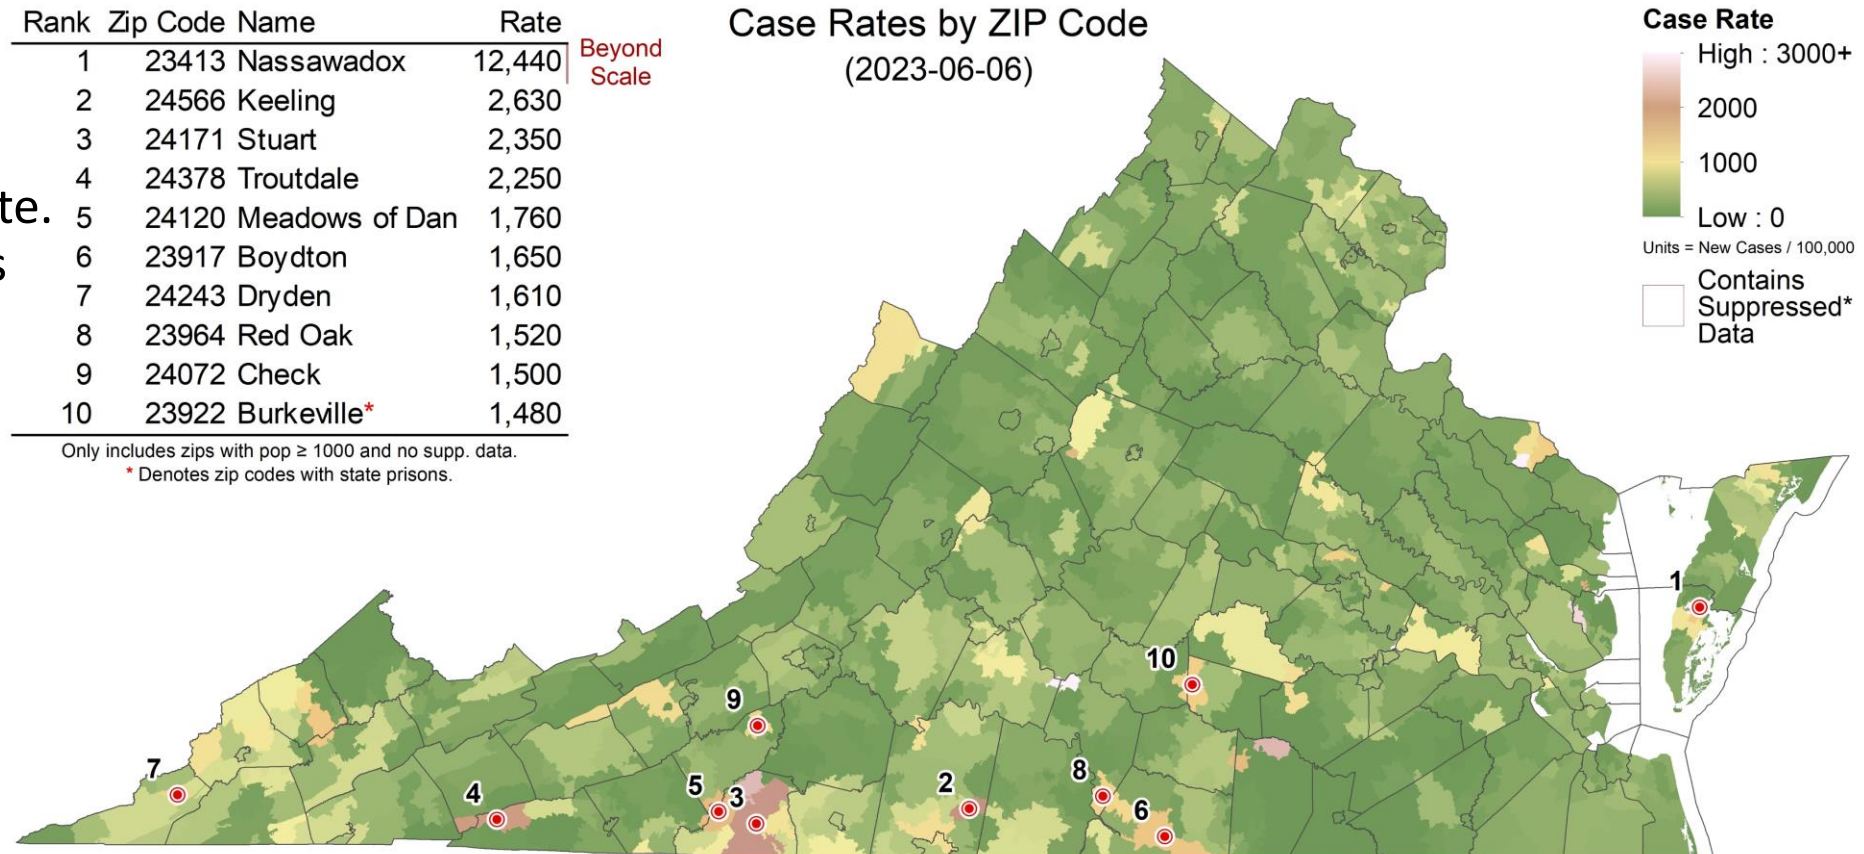 Rank Zip Code Name Rate
1 23413 Nassawadox 12,440
2 24566 Keeling 2,630
3 24171 Stuart 2,350
4 24378 Troutdale 2,250
5 24120 Meadows of Dan 1,760
6 23917 Boydton 1,650
7 24243 Dryden 1,610
8 23964 Red Oak 1,520
9 24072 Check 1,500
10 23922 Burkeville* 1,480
Beyond
Scale
Only includes zips with pop ≥ 1000 and no supp. data.
* Denotes zip codes with state prisons.
te.
s
Case Rates by ZIP Code
(2023-06-06)
Case Rate
High : 3000+
2000
1000
Low : 0
Units = New Cases / 100,000
Contains
Suppressed*
Data
1
10
9
7
4
5
3
2
8
6